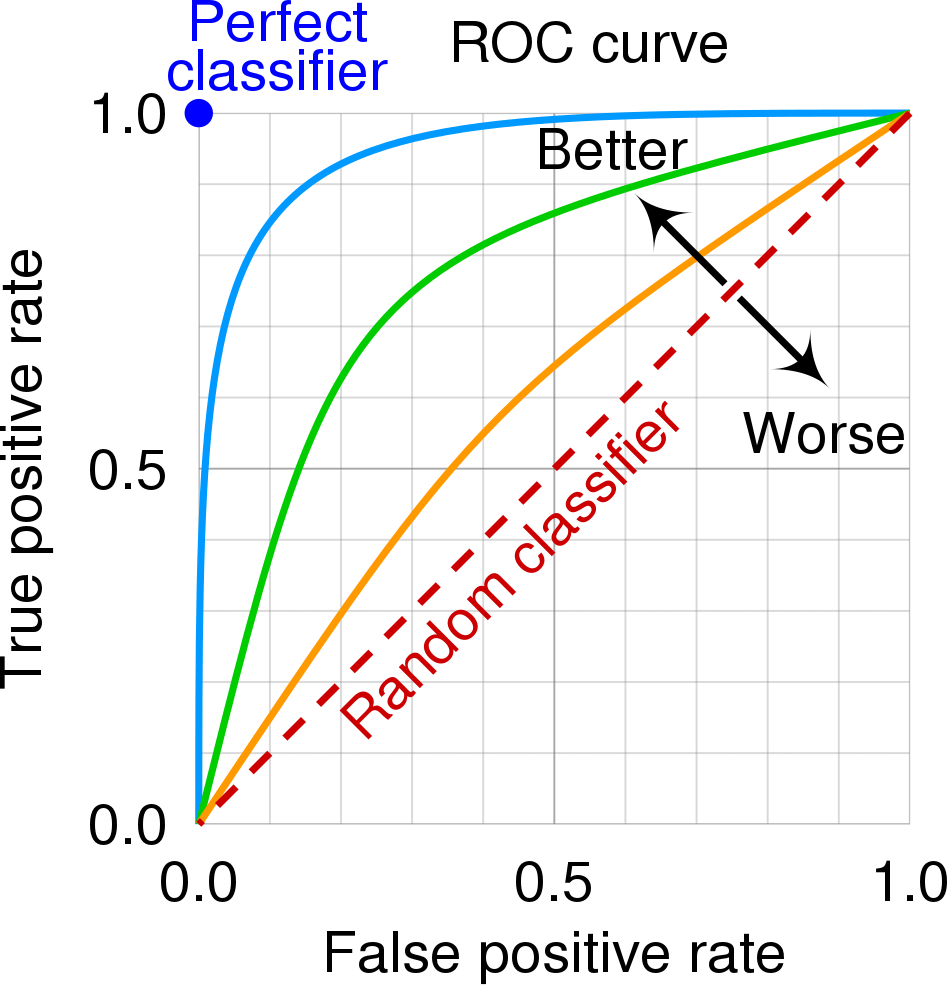 Perfect
classifier
ROC curve
1.0
Better
True positive rate
0.5
Worse
Random classifier
0.0
0.0
0.5
1.0
False positive rate